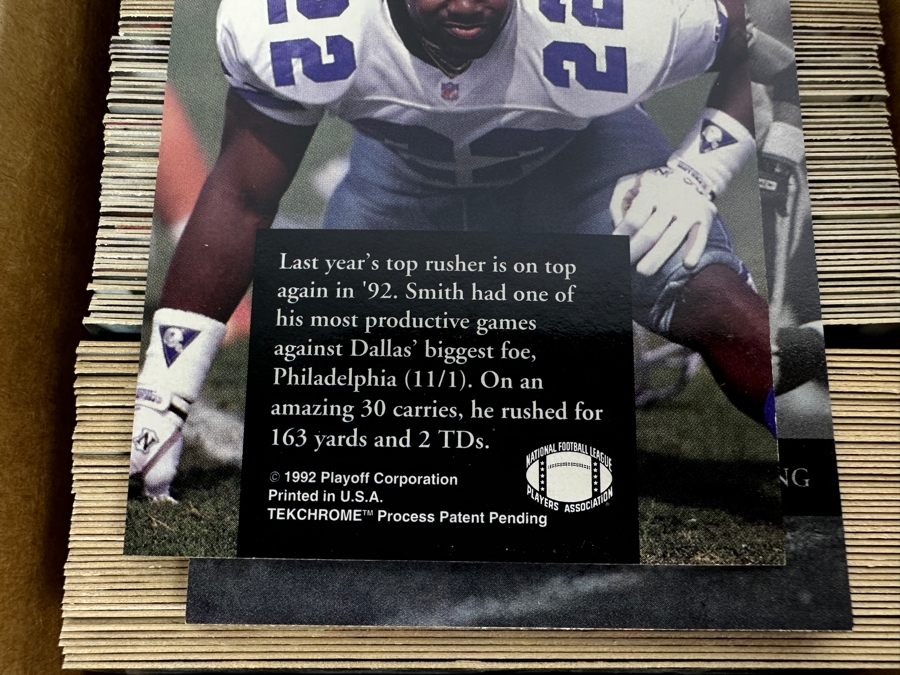 22 22
Last year's top rusher is on top
again in '92. Smith had one of
his most productive games
against Dallas' biggest foe,
Philadelphia (11/1). On an
amazing 30 carries, he rushed for
163 yards and 2 TDs.
© 1992 Playoff Corporation
Printed in U.S.A.
TEKCHROME™ Process Patent Pending
NATIONAL FOOTBALL LEAGUE
PLAYERS ASSOCIATION
N
NG